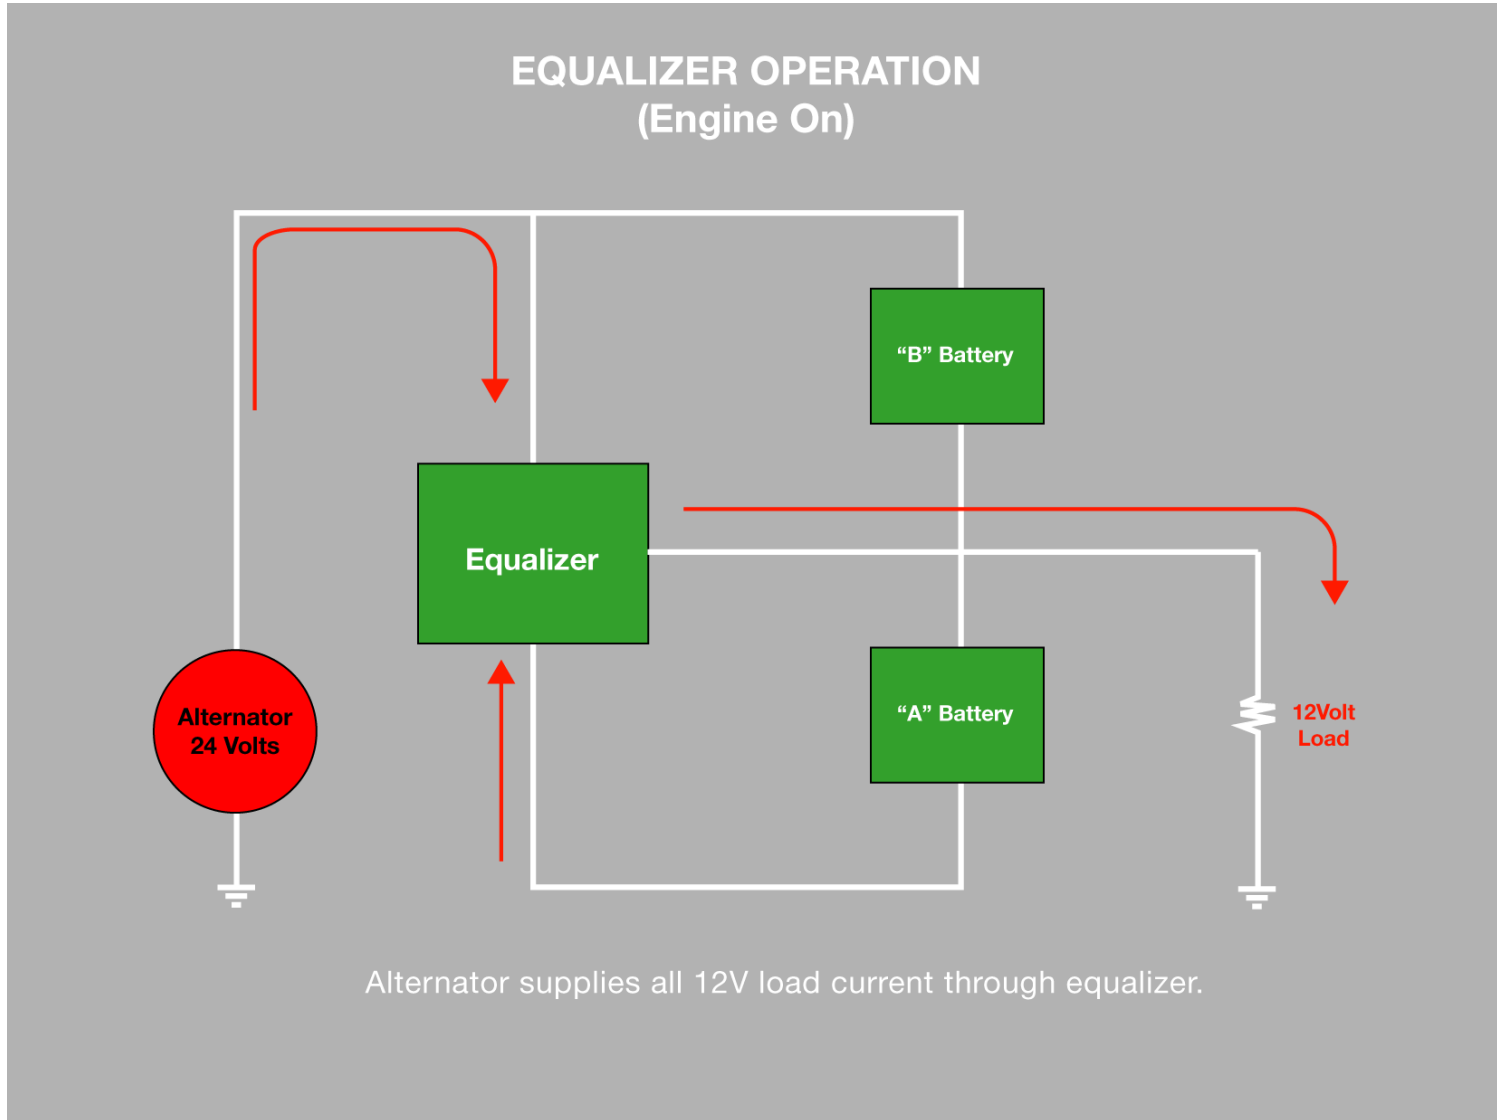 EQUALIZER OPERATION
(Engine On)
“B” Battery
Equalizer
Alternator
24 Volts
“A” Battery
12Volt
Load
Alternator supplies all 12V load current through equalizer.